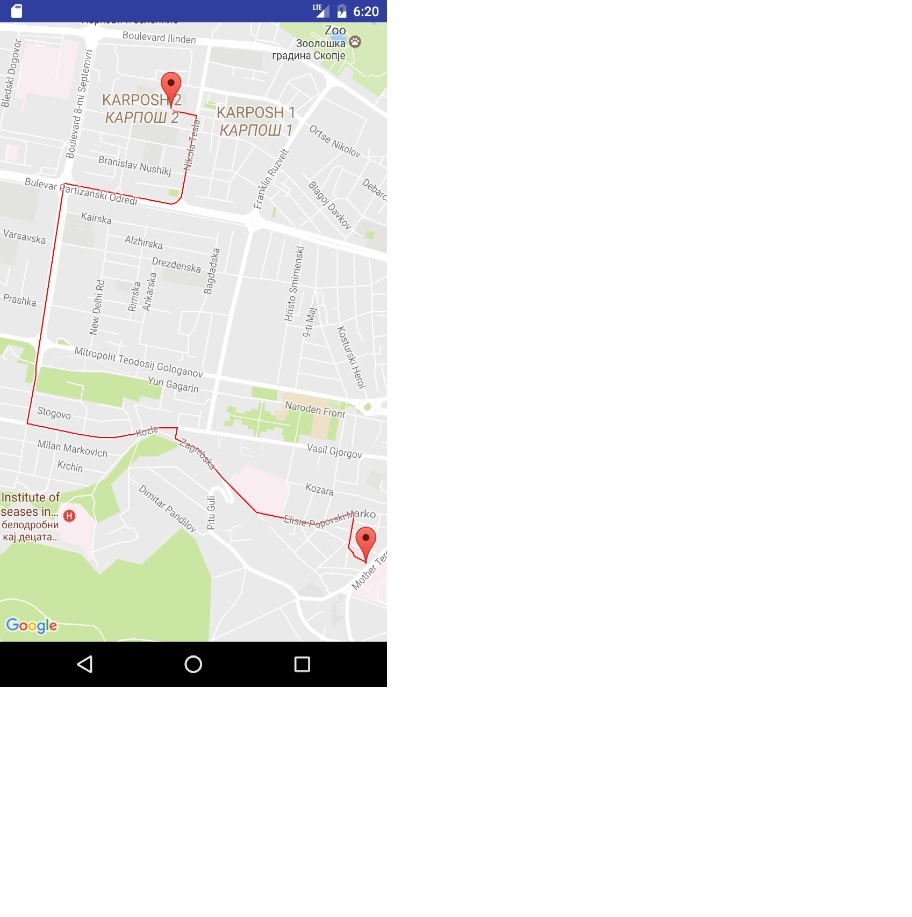 LTE 6:20
Boulevard Ilinden
Zoo
Зоолошка
градина Скопје
Bledski Dogovor
Boulevard 8-mi Septemvri
KARPOSH 2
КАРПОШ 2
KARPOSH 1
КАРПОШ 1
Nikola Tesla
Ortse Nikolov
Branislav Nushikj
Franklin Ruzvelt
Blagoj Davkov
Debarc
Bulevar Partizanski Odredi
Kairska
Varsavska
Alzhirska
Drezdenska
Bagdadska
Hristo Smirnenski
Prashka
New Delhi Rd
Rimska
Ankarska
9-ti Maj
Kosturski Heroi
Mitropolit Teodosij Gologanov
Yuri Gagarin
Stogovo
Naroden Front
Kozle
Milan Markovich
Zagrebska
Vasil Gjorgov
Krchin
Dimitar Pandilov
Pitu Guli
Kozara
Institute of
seases in...
белодробни
кај децата...
H
Elisie Popovski Marko
Mother Tere
Google